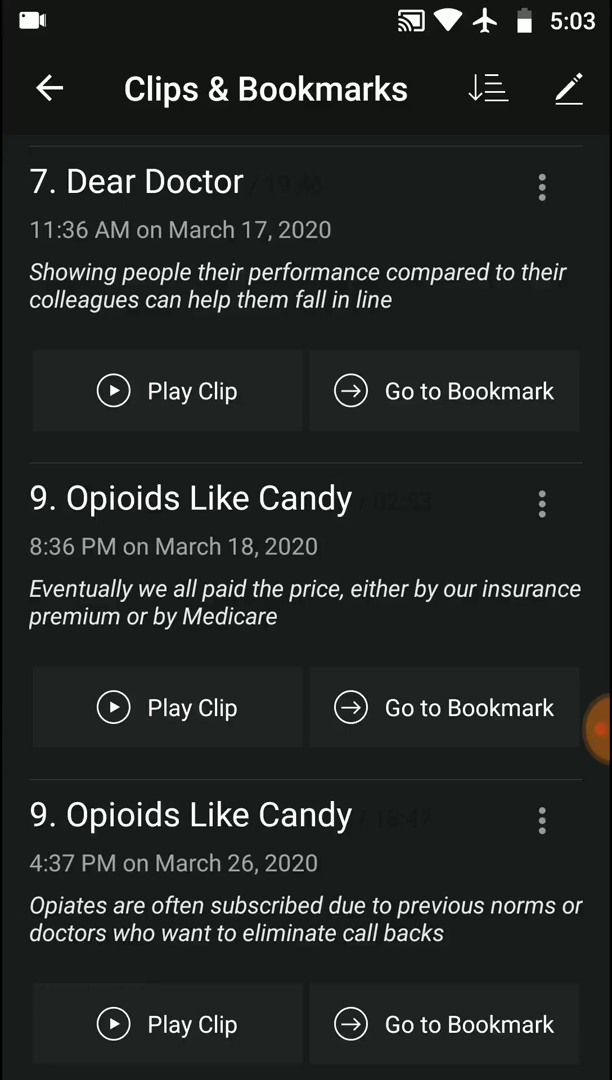 5:03
Clips & Bookmarks
7. Dear Doctor / 19:46
11:36 AM on March 17, 2020
Showing people their performance compared to their
colleagues can help them fall in line
Play Clip
Go to Bookmark
9. Opioids Like Candy / 02:53
8:36 PM on March 18, 2020
Eventually we all paid the price, either by our insurance
premium or by Medicare
Play Clip
Go to Bookmark
9. Opioids Like Candy
4:37 PM on March 26, 2020
Opiates are often subscribed due to previous norms or
doctors who want to eliminate call backs
Play Clip
Go to Bookmark